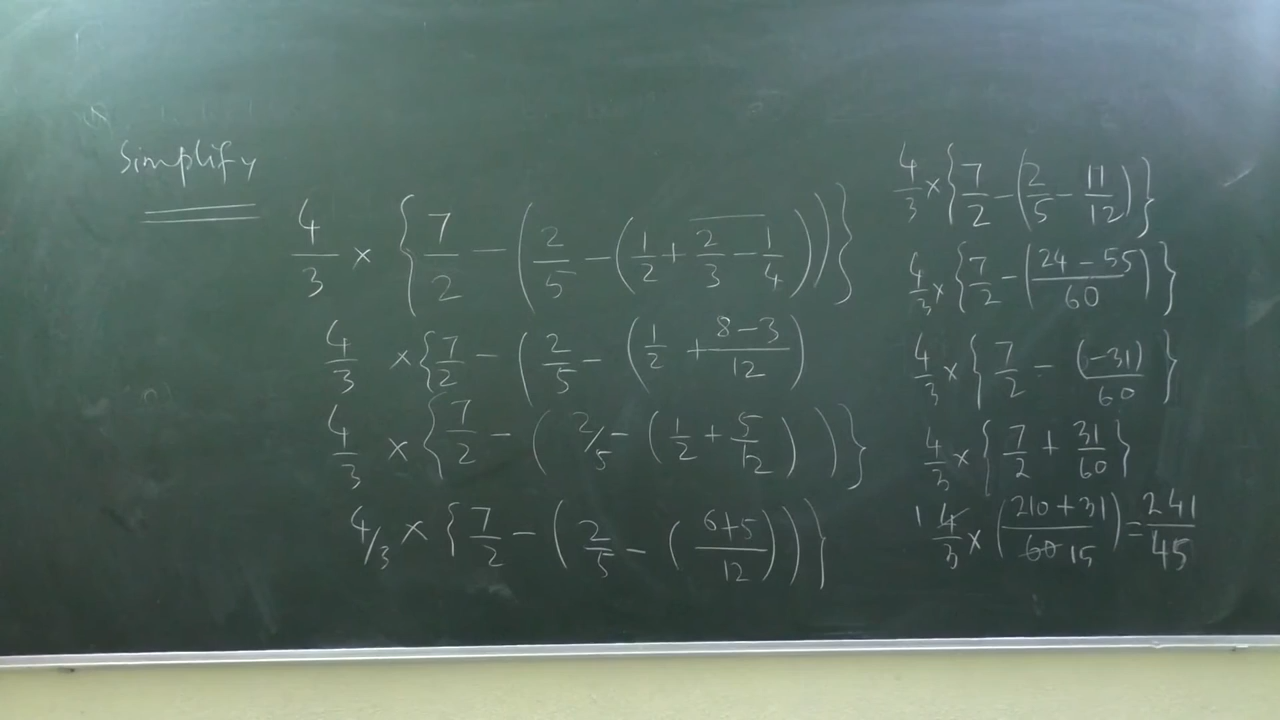 Simplify
4/3 × {7/2 − (2/5 − (1/2 + 2/3 − 1/4))}
4/3 × {7/2 − (2/5 − (1/2 + 8−3/12)
4/3 × {7/2 − (2/5 − (1/2 + 5/12))}
4/3 × {7/2 − (2/5 − (6+5/12))}
4/3 × {7/2 − (2/5 − 11/12)}
4/3 × {7/2 − (24−55/60)}
4/3 × {7/2 − (−31)/60}
4/3 × {7/2 + 31/60}
1 4/3 × (210+31/60 15) = 241/45